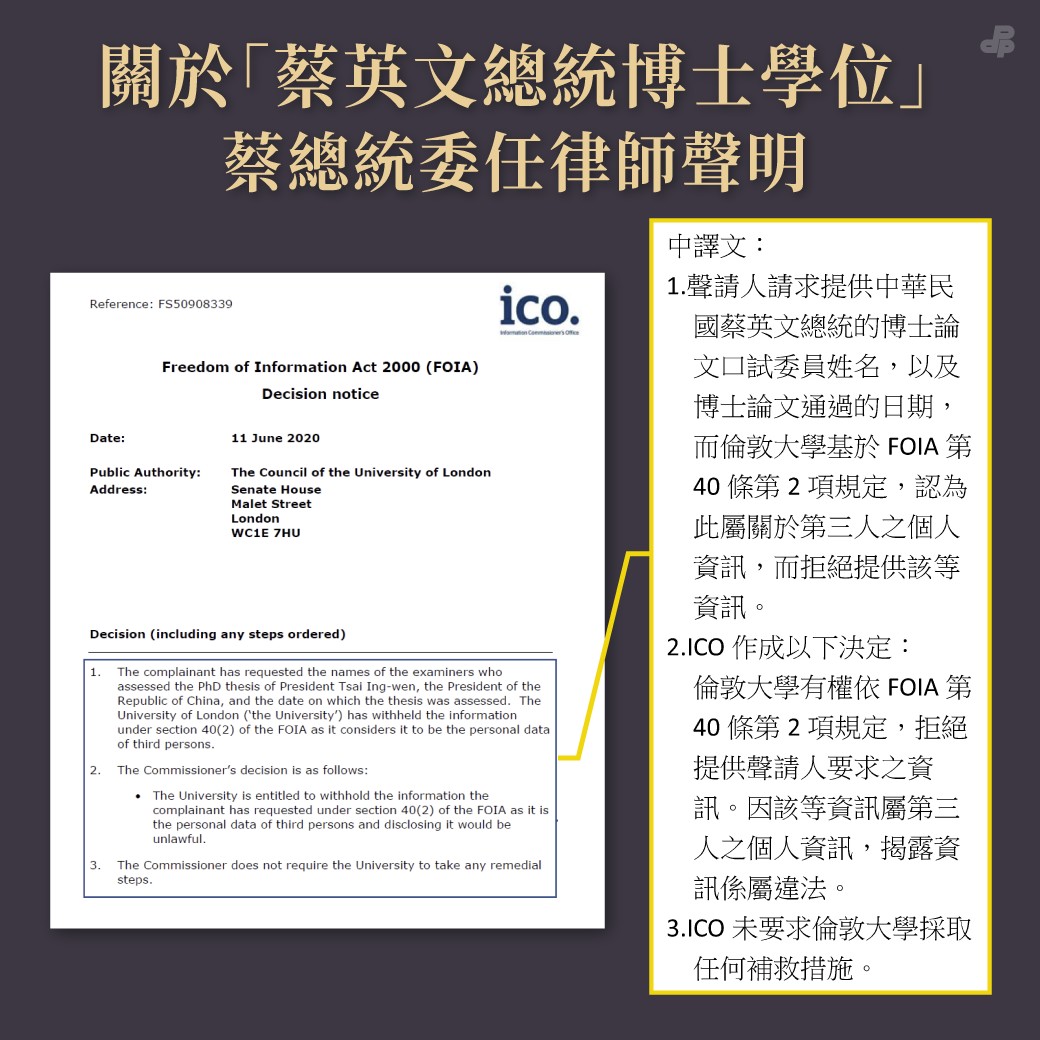 關於「蔡英文總統博士學位」
蔡總統委任律師聲明
Reference: FS50908339
ico.
Information Commissioner's Office
Freedom of Information Act 2000 (FOIA)
Decision notice
Date: 11 June 2020
Public Authority: The Council of the University of London
Address: Senate House
Malet Street
London
WC1E 7HU
Decision (including any steps ordered)
1. The complainant has requested the names of the examiners who
assessed the PhD thesis of President Tsai Ing-wen, the President of the
Republic of China, and the date on which the thesis was assessed. The
University of London ('the University') has withheld the information
under section 40(2) of the FOIA as it considers it to be the personal data
of third persons.
2. The Commissioner's decision is as follows:
• The University is entitled to withhold the information the
complainant has requested under section 40(2) of the FOIA as it is
the personal data of third persons and disclosing it would be
unlawful.
3. The Commissioner does not require the University to take any remedial
steps.
中譯文：
1.聲請人請求提供中華民
國蔡英文總統的博士論
文口試委員姓名，以及
博士論文通過的日期，
而倫敦大學基於 FOIA 第
40 條第 2 項規定，認為
此屬關於第三人之個人
資訊，而拒絕提供該等
資訊。
2.ICO 作成以下決定：
倫敦大學有權依 FOIA 第
40 條第 2 項規定，拒絕
提供聲請人要求之資
訊。因該等資訊屬第三
人之個人資訊，揭露資
訊係屬違法。
3.ICO 未要求倫敦大學採取
任何補救措施。